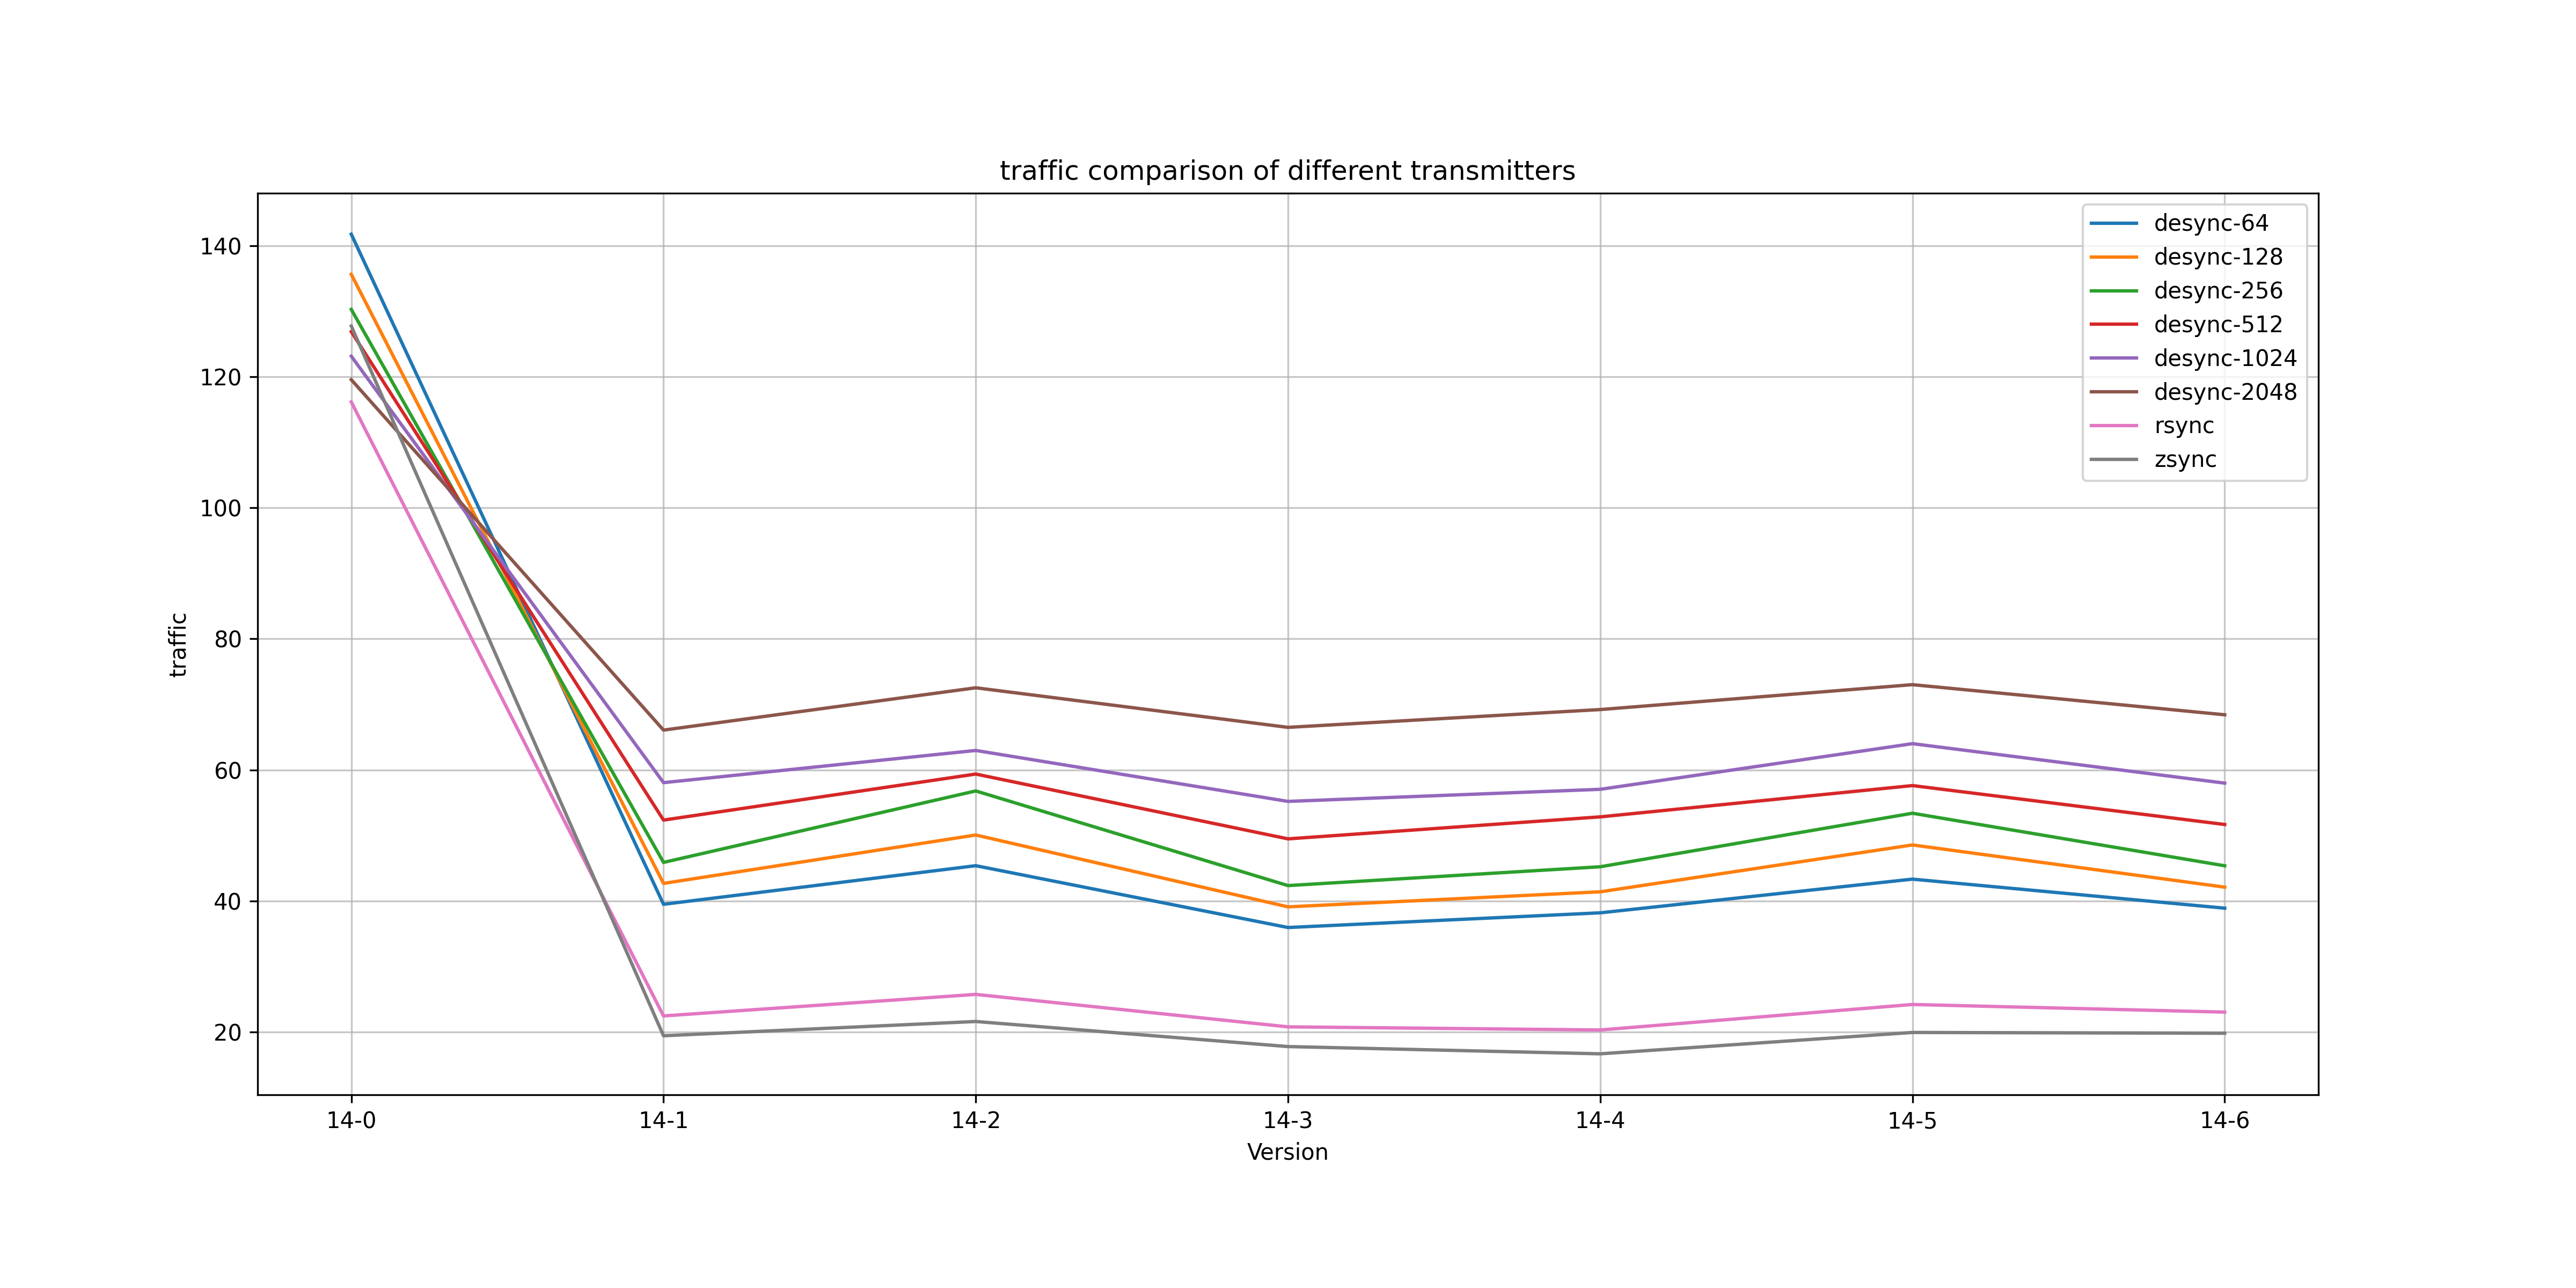 traffic comparison of different transmitters
desync-64
desync-128
desync-256
desync-512
desync-1024
desync-2048
rsync
zsync
traffic
140
120
100
80
60
40
20
14-0 14-1 14-2 14-3 14-4 14-5 14-6
Version